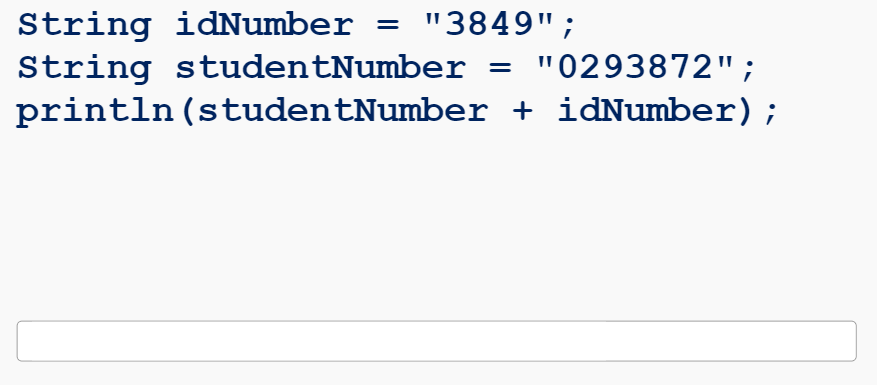 String idNumber = "3849";
String studentNumber = "0293872";
println(studentNumber + idNumber);